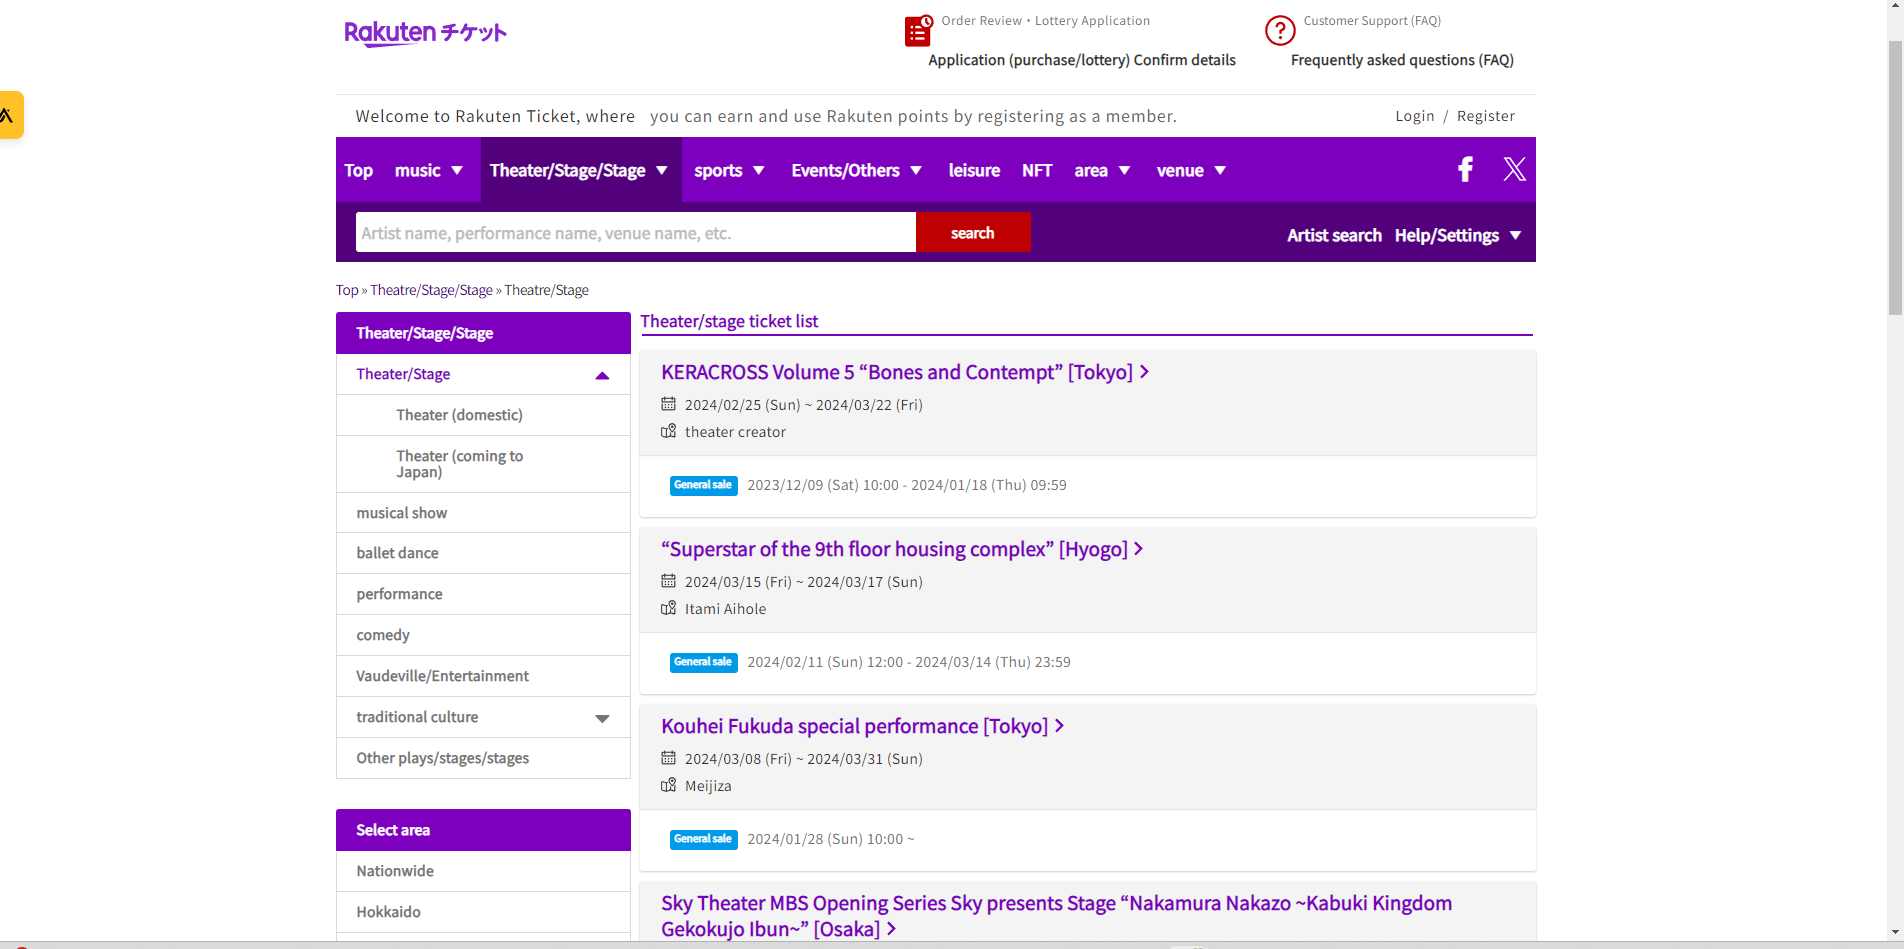 Rakuten チケット
Order Review・Lottery Application
Application (purchase/lottery) Confirm details
Customer Support (FAQ)
Frequently asked questions (FAQ)
Welcome to Rakuten Ticket, where you can earn and use Rakuten points by registering as a member.
Login / Register
Top music ▼ Theater/Stage/Stage ▼ sports ▼ Events/Others ▼ leisure NFT area ▼ venue ▼
Artist name, performance name, venue name, etc.
search
Artist search Help/Settings ▼
Top » Theatre/Stage/Stage » Theatre/Stage
Theater/Stage/Stage
Theater/Stage
Theater (domestic)
Theater (coming to
Japan)
musical show
ballet dance
performance
comedy
Vaudeville/Entertainment
traditional culture
Other plays/stages/stages
Select area
Nationwide
Hokkaido
Theater/stage ticket list
KERACROSS Volume 5 “Bones and Contempt” [Tokyo]
2024/02/25 (Sun) ~ 2024/03/22 (Fri)
theater creator
General sale 2023/12/09 (Sat) 10:00 - 2024/01/18 (Thu) 09:59
“Superstar of the 9th floor housing complex” [Hyogo]
2024/03/15 (Fri) ~ 2024/03/17 (Sun)
Itami Aihole
General sale 2024/02/11 (Sun) 12:00 - 2024/03/14 (Thu) 23:59
Kouhei Fukuda special performance [Tokyo]
2024/03/08 (Fri) ~ 2024/03/31 (Sun)
Meijiza
General sale 2024/01/28 (Sun) 10:00 ~
Sky Theater MBS Opening Series Sky presents Stage “Nakamura Nakazo ~Kabuki Kingdom
Gekokujo Ibun~” [Osaka]